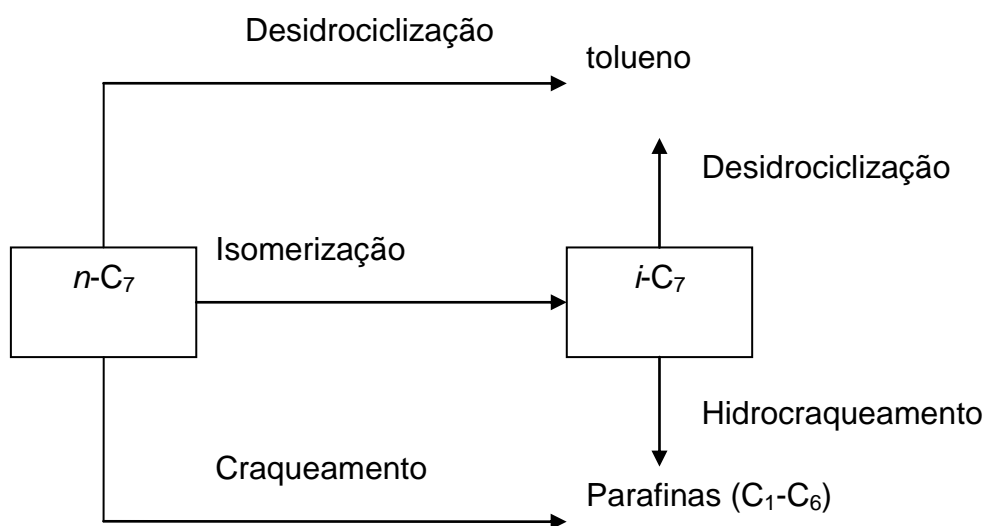 Desidrociclização
tolueno
Desidrociclização
Isomerização
n-C₇
i-C₇
Hidrocraqueamento
Craqueamento
Parafinas (C₁-C₆)